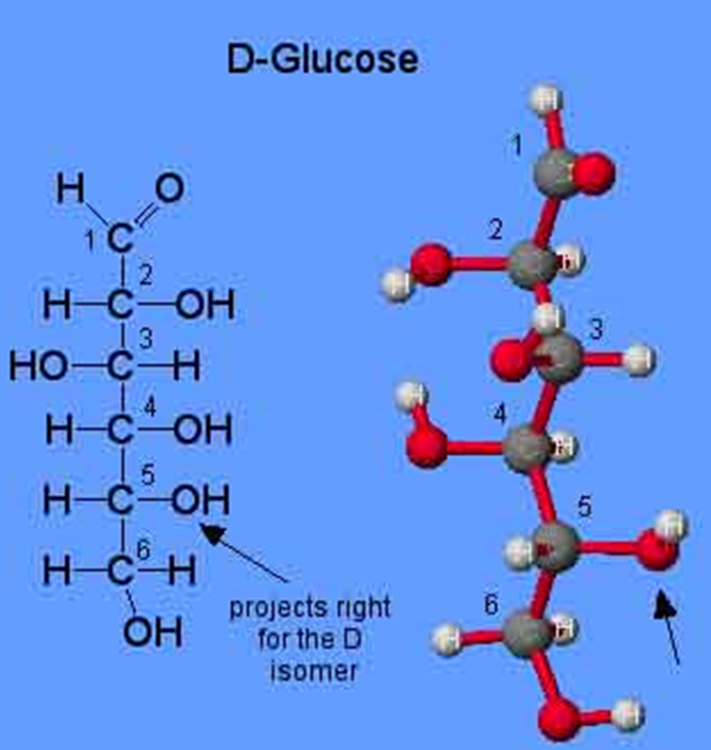 D-Glucose
H O
1 C
2
H C OH
3
HO C H
4
H C OH
5
H C OH
6
H C H
OH
projects right
for the D
isomer
1
2
3
4
5
6